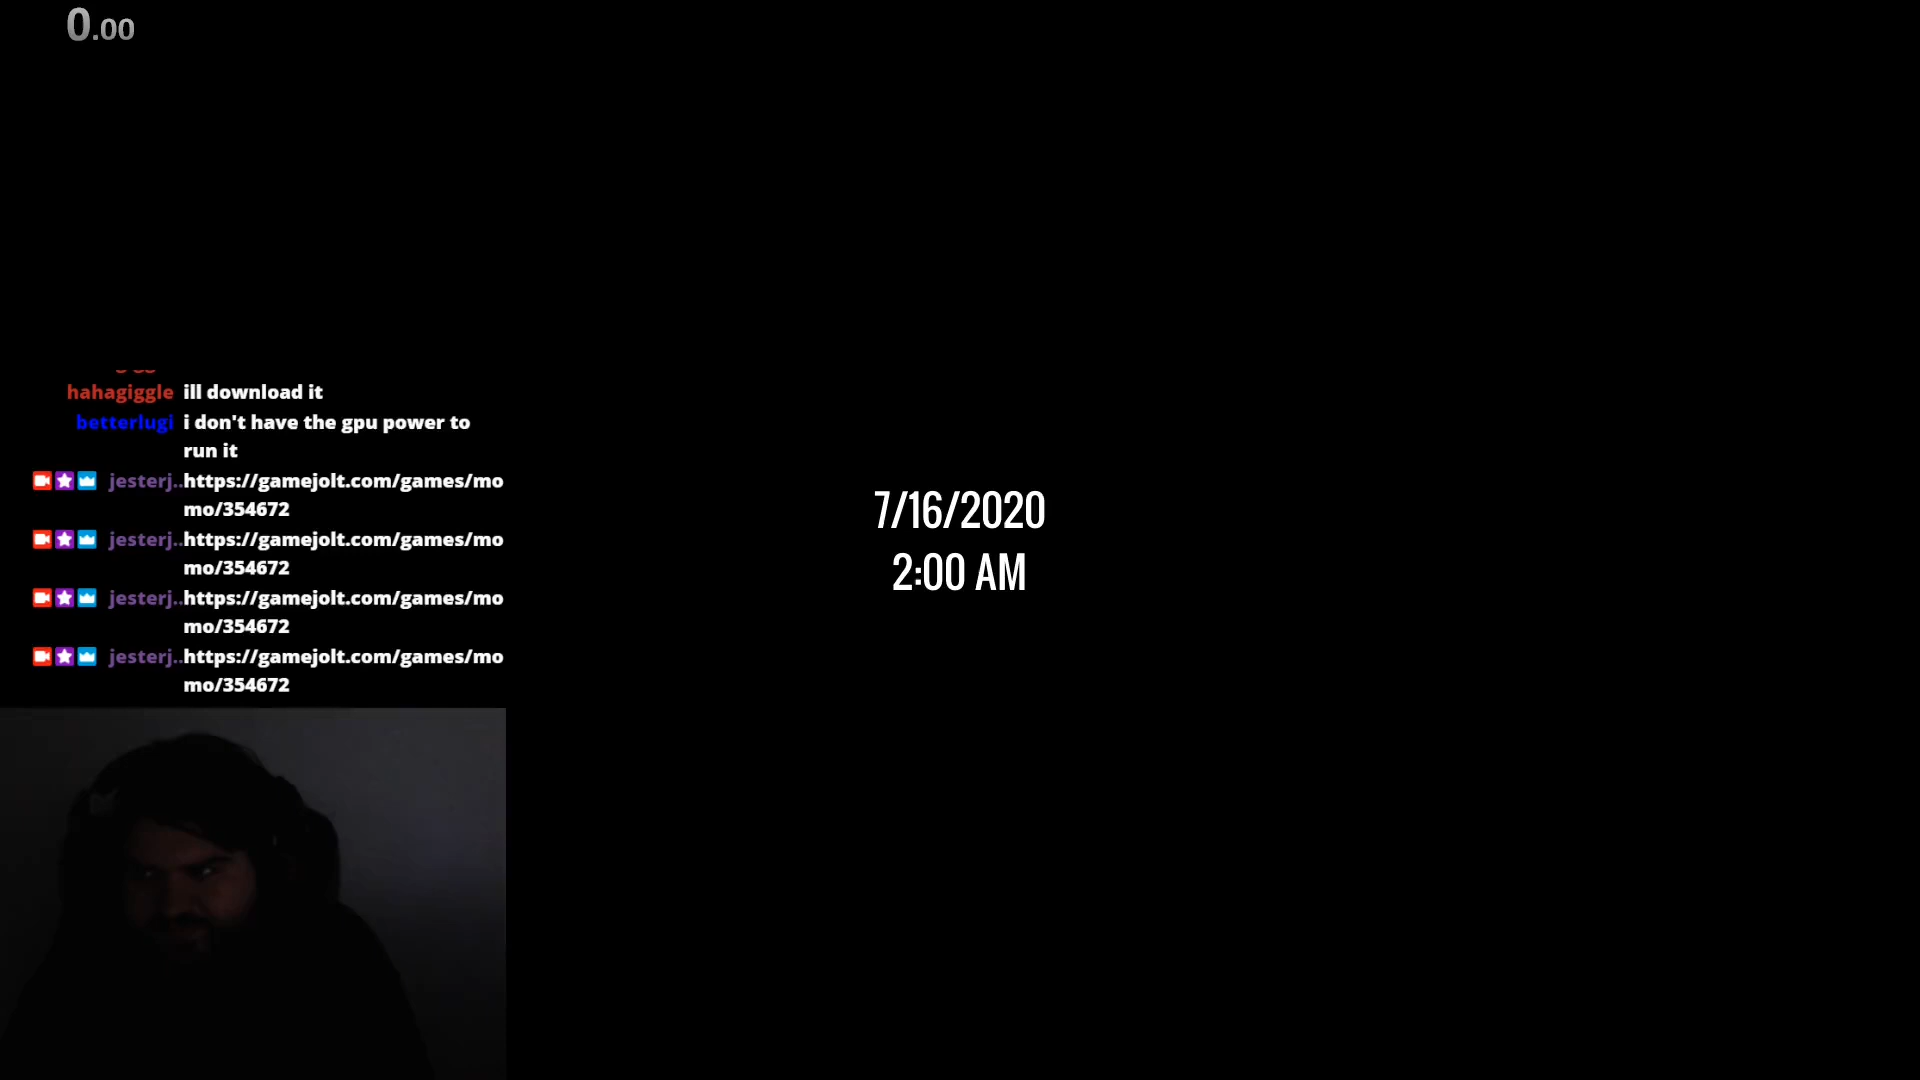 0.00
hahagiggle ill download it
betterlugi i don't have the gpu power to
run it
jesterj..https://gamejolt.com/games/mo
mo/354672
jesterj..https://gamejolt.com/games/mo
mo/354672
jesterj..https://gamejolt.com/games/mo
mo/354672
jesterj..https://gamejolt.com/games/mo
mo/354672
7/16/2020
2:00 AM